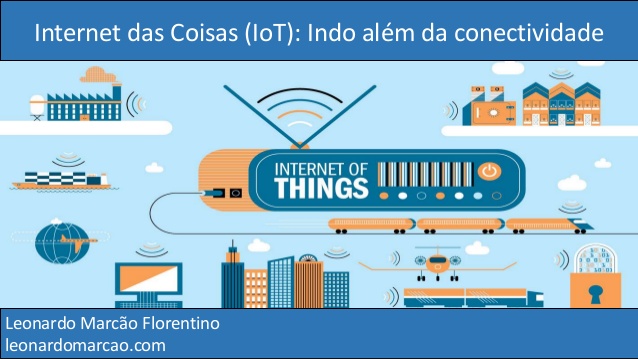 Internet das Coisas (IoT): Indo além da conectividade
INTERNET OF
THINGS
Leonardo Marcão Florentino
leonardomarcao.com